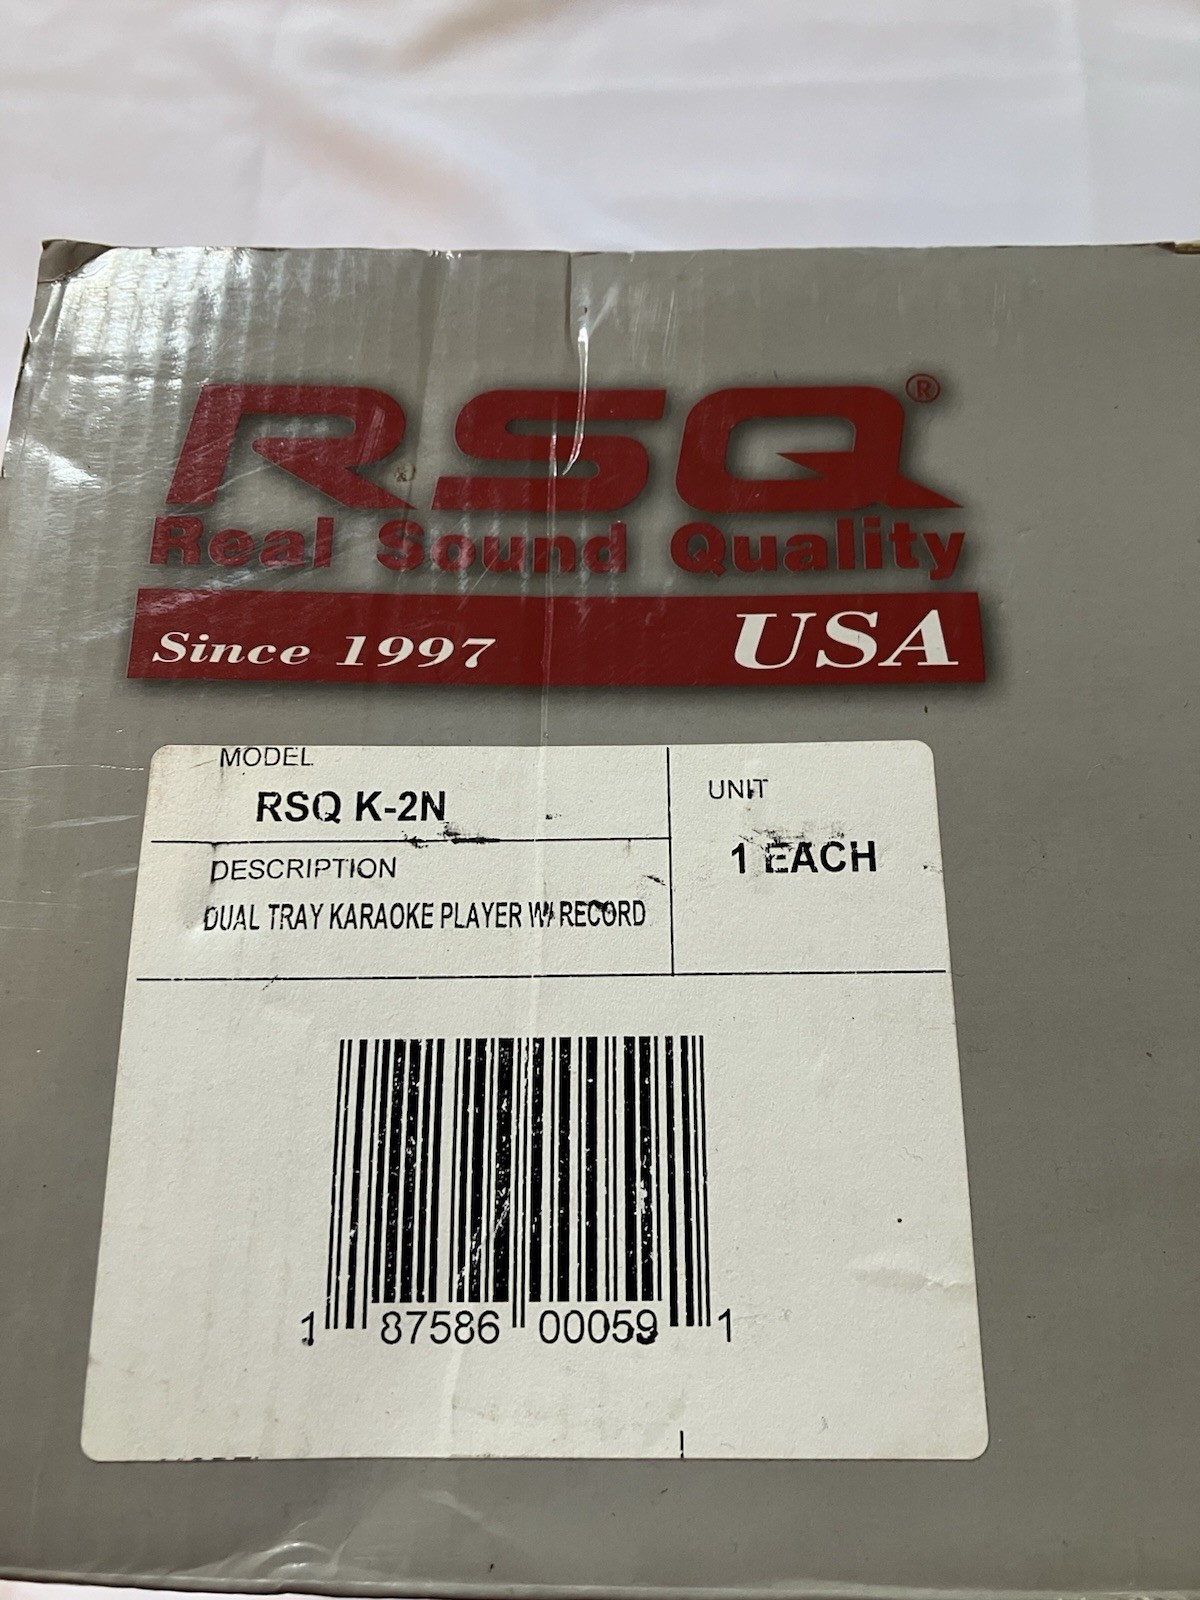 RSQ®
Real Sound Quality
Since 1997 USA
MODEL
RSQ K-2N
UNIT
1 EACH
DESCRIPTION
DUAL TRAY KARAOKE PLAYER W/ RECORD
1 87586 00059 1